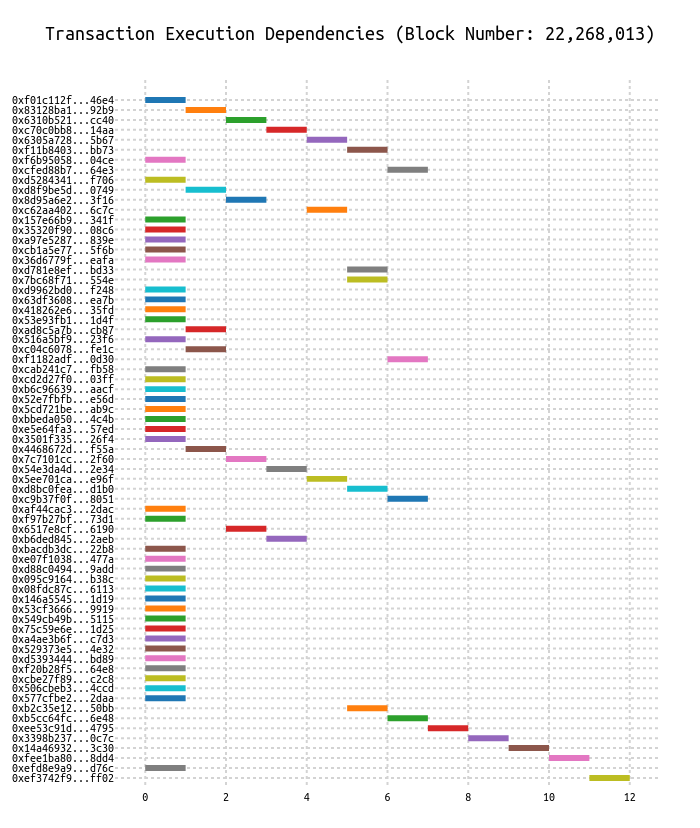 Transaction Execution Dependencies (Block Number: 22,268,013)
0xf01c112f...46e4
0x83128ba1...92b9
0x6310b521...cc40
0xc70c0bb8...14aa
0x6305a728...5b67
0xf11b8403...bb73
0xf6b95058...04ce
0xcfed88b7...64e3
0xd5284341...f706
0xd8f9be5d...0749
0x8d95a6e2...3f16
0xc62aa402...6c7c
0x157e66b9...341f
0x35320f90...08c6
0xa97e5287...839e
0xcb1a5e77...5f6b
0x36d6779f...eafa
0xd781e8ef...bd33
0x7bc68f71...554e
0xd9962bd0...f248
0x63df3608...ea7b
0x418262e6...35fd
0x53e93fb1...1d4f
0xad8c5a7b...cb87
0x516a5bf9...23f6
0xc04c6078...fe1c
0xf1182adf...0d30
0xcab241c7...fb58
0xcd2d27f0...03ff
0xb6c96639...aacf
0x52e7fbfb...e56d
0x5cd721be...ab9c
0xbbeda050...4c4b
0xe5e64fa3...57ed
0x3501f335...26f4
0x4468672d...f55a
0x7c7101cc...2f60
0x54e3da4d...2e34
0x5ee701ca...e96f
0xd8bc0fea...d1b0
0xc9b37f0f...8051
0xaf44cac3...2dac
0xf97b27bf...73d1
0x6517e8cf...6190
0xb6ded845...2aeb
0xbacdb3dc...22b8
0xe07f1038...477a
0xd88c0494...9add
0x095c9164...b38c
0x08fdc87c...6113
0x146a5545...1d19
0x53cf3666...9919
0x549cb49b...5115
0x75c59e6e...1d25
0xa4ae3b6f...c7d3
0x529373e5...4e32
0xd5393444...bd89
0xf20b28f5...64e8
0xcbe27f89...c2c8
0x506cbeb3...4ccd
0x577cfbe2...2daa
0xb2c35e12...50bb
0xb5cc64fc...6e48
0xee53c91d...4795
0x3398b237...0c7c
0x14a46932...3c30
0xfee1ba80...8dd4
0xefd8e9a9...d76c
0xef3742f9...ff02
0 2 4 6 8 10 12